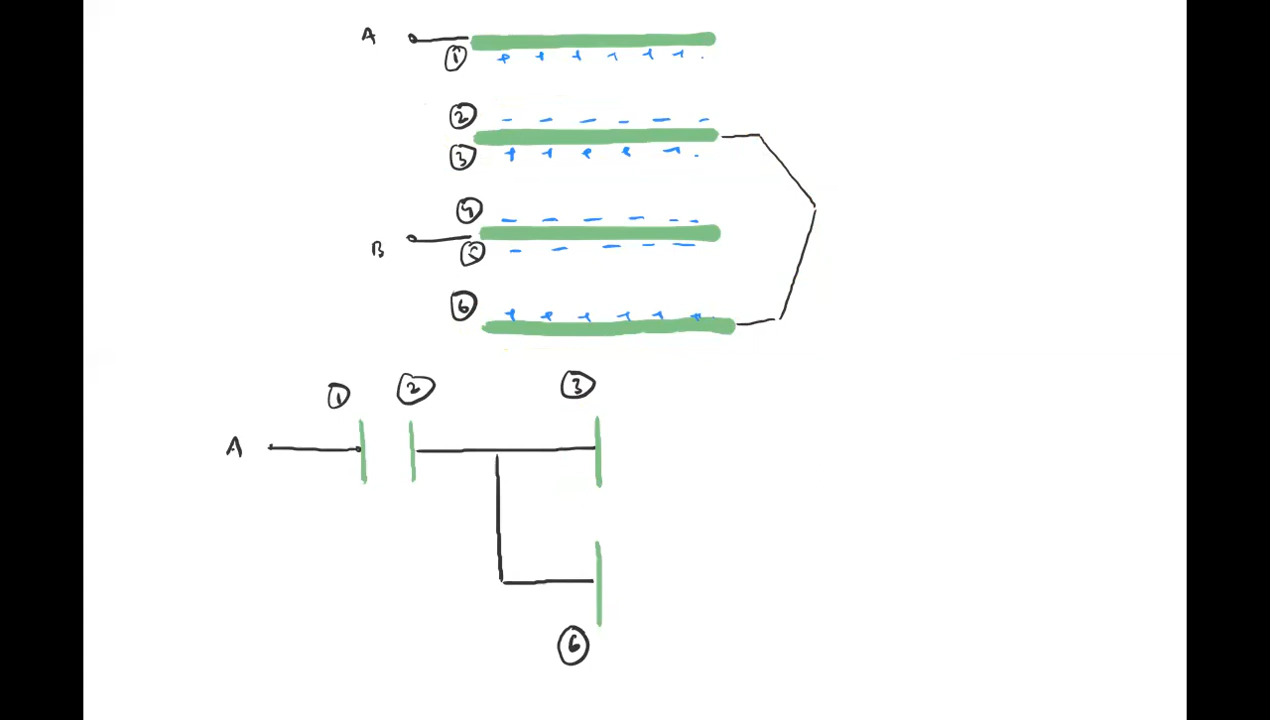 A
①
+ + + + + + .
②
- - - - - -
③
+ + + + + .
④
- - - - - -
B
⑤
- - - - -
⑥
+ + + + + +
① ② ③
A
⑥